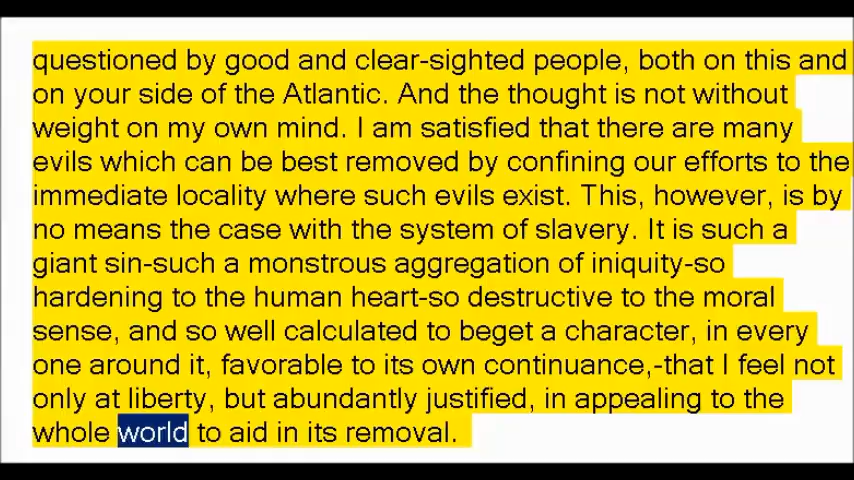 questioned by good and clear-sighted people, both on this and
on your side of the Atlantic. And the thought is not without
weight on my own mind. I am satisfied that there are many
evils which can be best removed by confining our efforts to the
immediate locality where such evils exist. This, however, is by
no means the case with the system of slavery. It is such a
giant sin-such a monstrous aggregation of iniquity-so
hardening to the human heart-so destructive to the moral
sense, and so well calculated to beget a character, in every
one around it, favorable to its own continuance,-that I feel not
only at liberty, but abundantly justified, in appealing to the
whole world to aid in its removal.